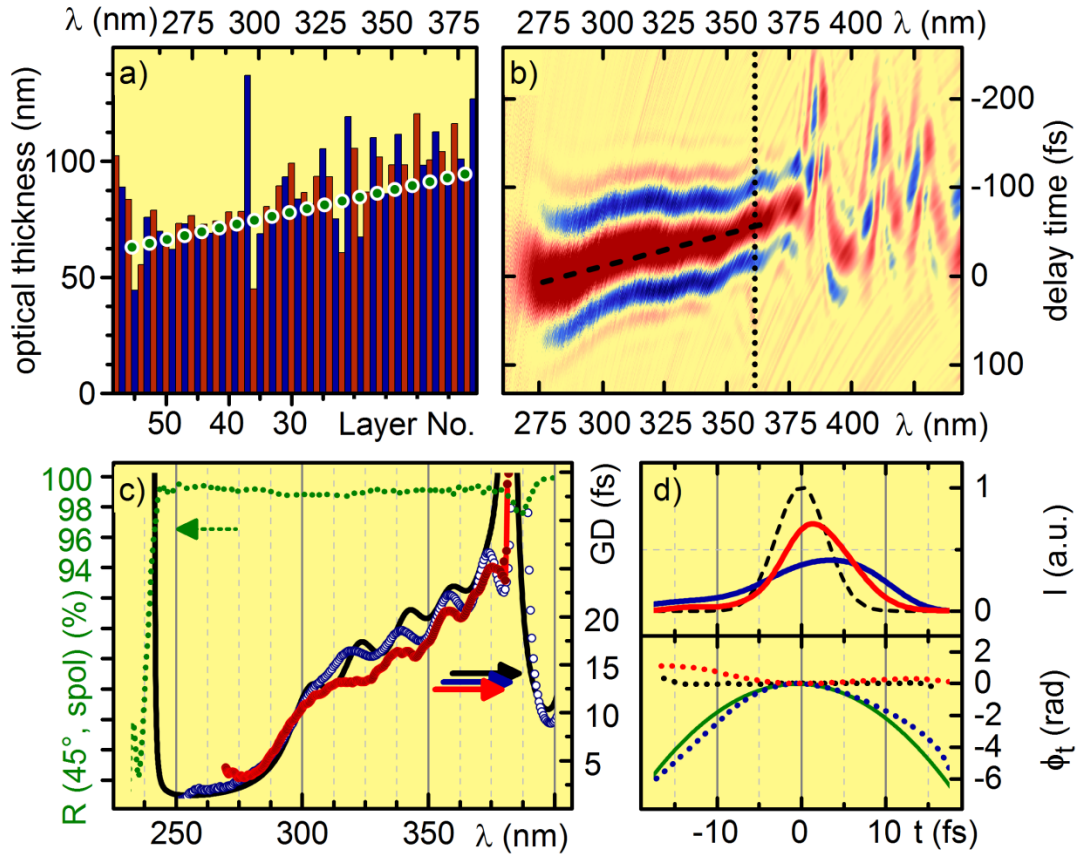 λ (nm) 275 300 325 350 375
a)
optical thickness (nm)
100
50
0
50 40 30 Layer No.
275 300 325 350 375 400 λ (nm)
b)
-200
-100
0
100
delay time (fs)
275 300 325 350 375 400 λ (nm)
c)
R (45°, spol) (%)
100
98
96
94
GD (fs)
20
15
10
5
250 300 350 λ (nm)
d)
1
0
I (a.u.)
2
0
-2
-4
-6
ϕt (rad)
-10 0 10 t (fs)